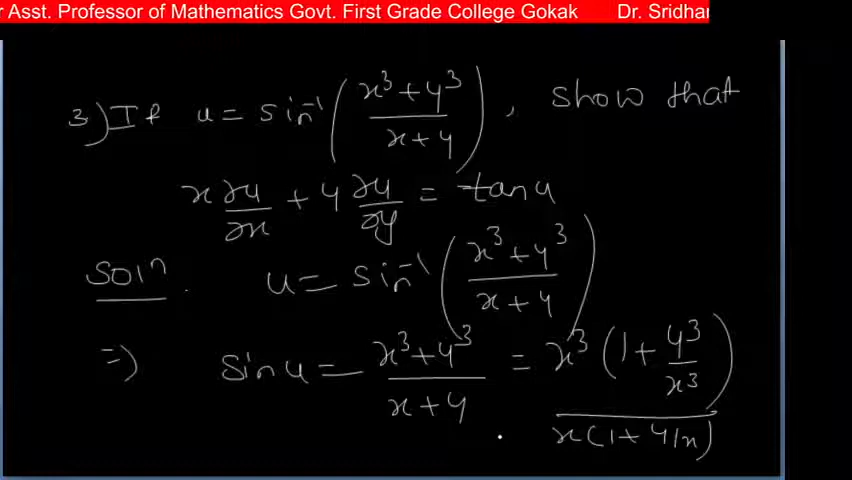 r Asst. Professor of Mathematics Govt. First Grade College Gokak Dr. Sridhar
3) If u = sin⁻¹((x³+y³)/(x+y)), show that
x ∂u/∂x + y ∂u/∂y = tan u
Soln. u = sin⁻¹((x³+y³)/(x+y))
=> sin u = (x³+y³)/(x+y) = x³(1+y³/x³)/x(1+y/x)